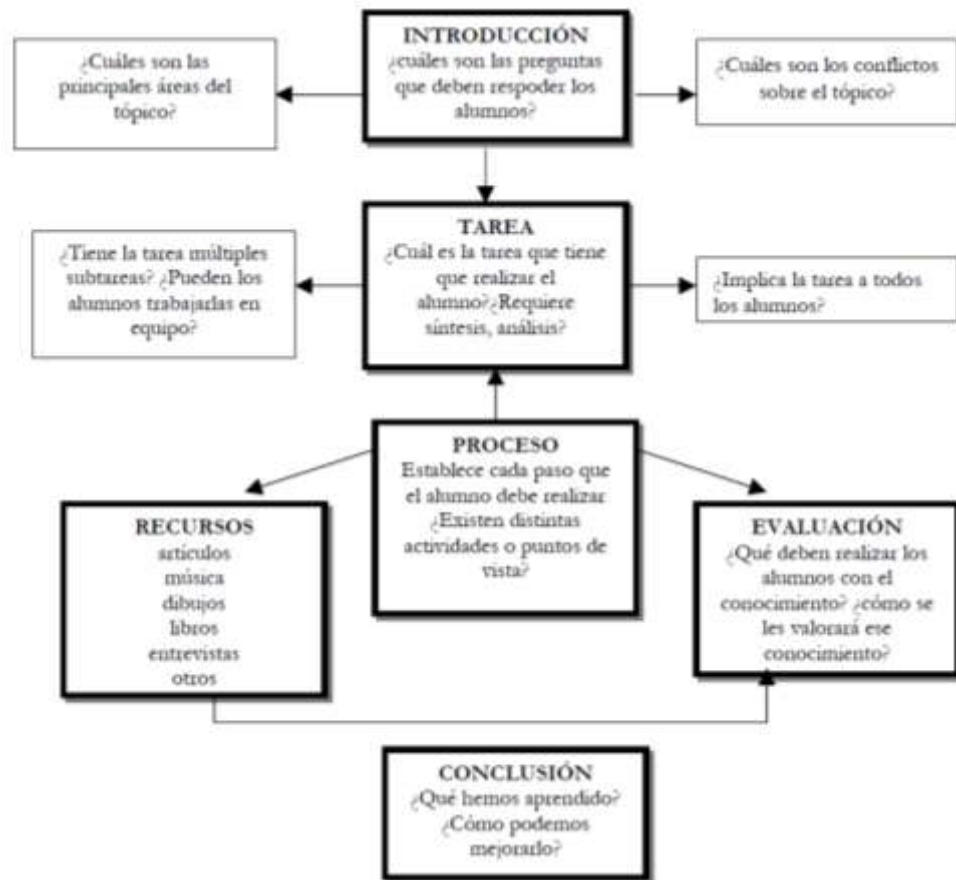 INTRODUCCIÓN
¿cuáles son las preguntas
que deben respoder los
alumnos?
¿Cuáles son las
principales áreas del
tópico?
¿Cuáles son los conflictos
sobre el tópico?
TAREA
¿Cuál es la tarea que tiene
que realizar el
alumno?¿Requiere
síntesis, análisis?
¿Tiene la tarea múltiples
subtareas? ¿Pueden los
alumnos trabajarlas en
equipo?
¿Implica la tarea a todos
los alumnos?
PROCESO
Establece cada paso que
el alumno debe realizar
¿Existen distintas
actividades o puntos de
vista?
RECURSOS
artículos
música
dibujos
libros
entrevistas
otros
EVALUACIÓN
¿Qué deben realizar los
alumnos con el
conocimiento? ¿cómo se
les valorará ese
conocimiento?
CONCLUSIÓN
¿Qué hemos aprendido?
¿Cómo podemos
mejorarlo?